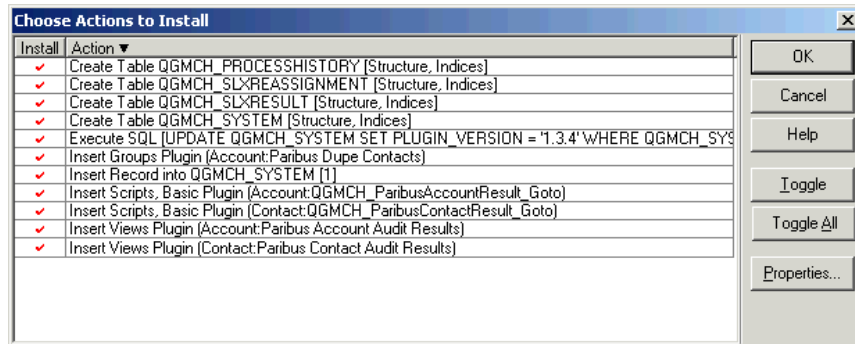 Choose Actions to Install
Install Action
Create Table QGMCH_PROCESSHISTORY [Structure, Indices]
Create Table QGMCH_SLXREASSIGNMENT [Structure, Indices]
Create Table QGMCH_SLXRESULT [Structure, Indices]
Create Table QGMCH_SYSTEM [Structure, Indices]
Execute SQL [UPDATE QGMCH_SYSTEM SET PLUGIN_VERSION = '1.3.4' WHERE QGMCH_SYS
Insert Groups Plugin (Account:Paribus Dupe Contacts)
Insert Record into QGMCH_SYSTEM [1]
Insert Scripts, Basic Plugin (Account:QGMCH_ParibusAccountResult_Goto)
Insert Scripts, Basic Plugin (Contact:QGMCH_ParibusContactResult_Goto)
Insert Views Plugin (Account:Paribus Account Audit Results)
Insert Views Plugin (Contact:Paribus Contact Audit Results)
OK
Cancel
Help
Toggle
Toggle All
Properties...